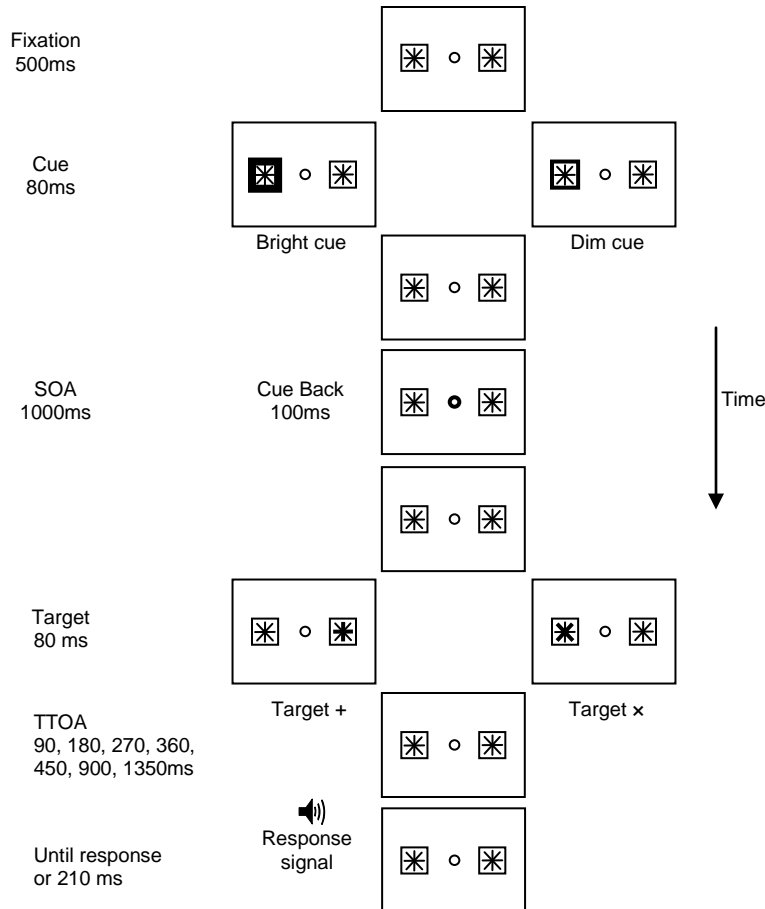 Fixation
500ms
Cue
80ms
Bright cue
Dim cue
SOA
1000ms
Cue Back
100ms
Time
Target
80 ms
Target +
Target ×
TTOA
90, 180, 270, 360,
450, 900, 1350ms
Response
signal
Until response
or 210 ms